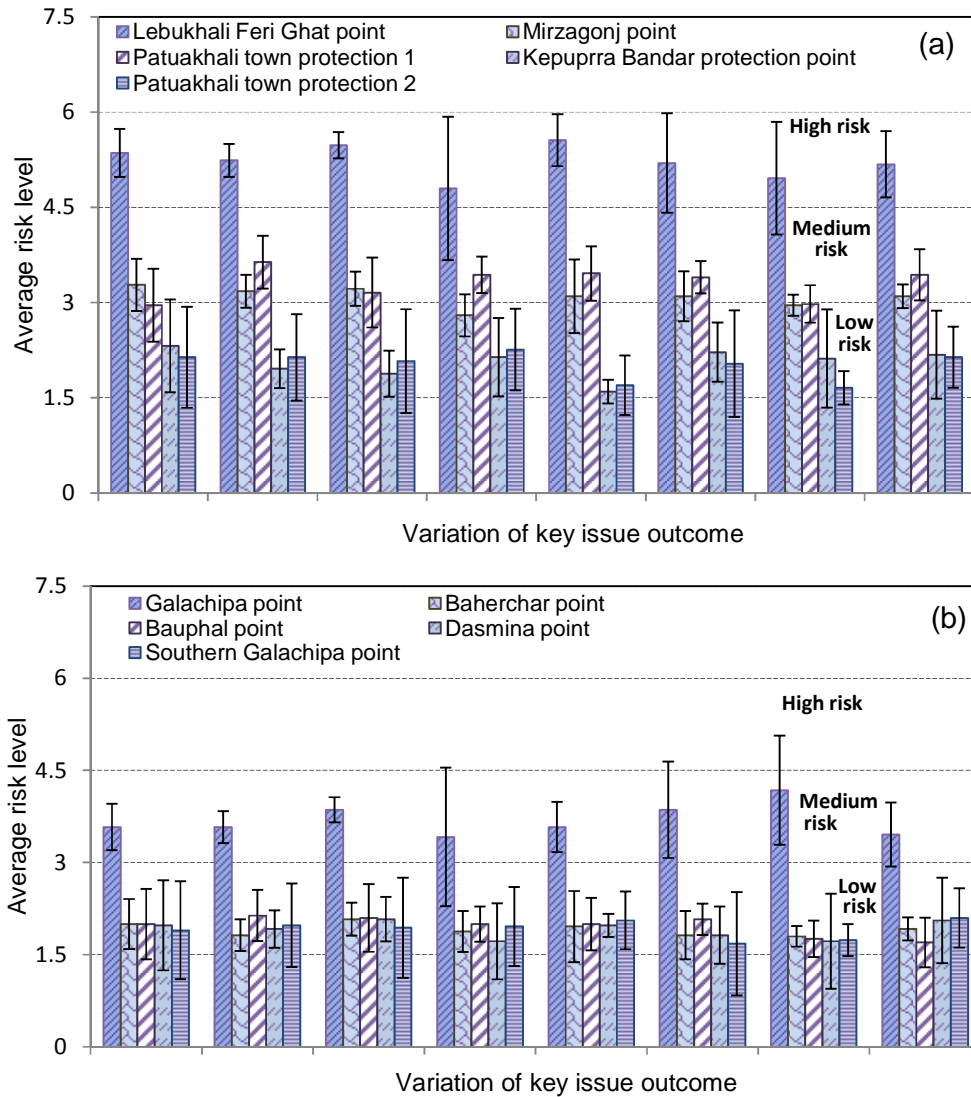 7.5
6
4.5
3
1.5
0
Average risk level
Lebukhali Feri Ghat point
Mirzagonj point
Patuakhali town protection 1
Kepuprra Bandar protection point
Patuakhali town protection 2
(a)
High risk
Medium
risk
Low
risk
Variation of key issue outcome
7.5
6
4.5
3
1.5
0
Average risk level
Galachipa point
Baherchar point
Bauphal point
Dasmina point
Southern Galachipa point
(b)
High risk
Medium
risk
Low
risk
Variation of key issue outcome